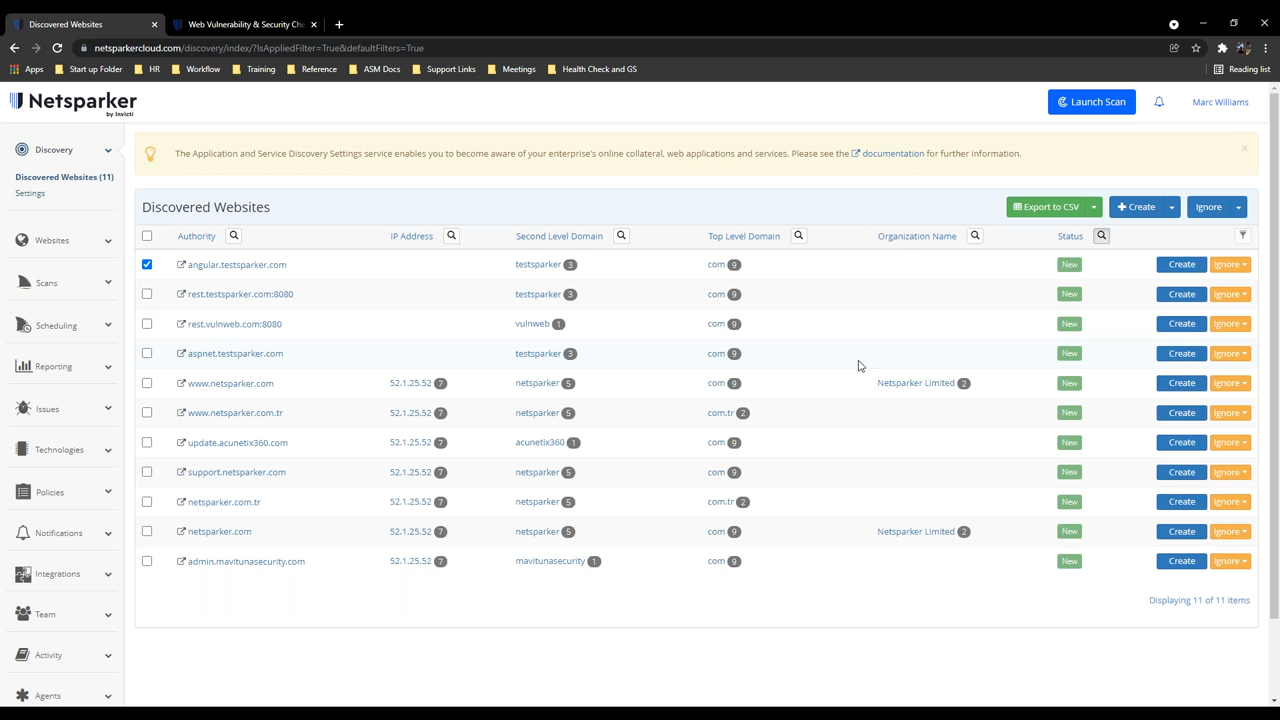 Discovered Websites
Web Vulnerability & Security Che
netsparkercloud.com/discovery/index/?IsAppliedFilter=True&defaultFilters=True
Apps Start up Folder HR Workflow Training Reference ASM Docs Support Links Meetings Health Check and GS Reading list
Netsparker
by Invicti
Launch Scan Marc Williams
Discovery
Discovered Websites (11)
Settings
Websites
Scans
Scheduling
Reporting
Issues
Technologies
Policies
Notifications
Integrations
Team
Activity
Agents
The Application and Service Discovery Settings service enables you to become aware of your enterprise's online collateral, web applications and services. Please see the documentation for further information.
Discovered Websites Export to CSV Create Ignore
Authority IP Address Second Level Domain Top Level Domain Organization Name Status
angular.testsparker.com testsparker 3 com 9 New Create Ignore
rest.testsparker.com:8080 testsparker 3 com 9 New Create Ignore
rest.vulnweb.com:8080 vulnweb 1 com 9 New Create Ignore
aspnet.testsparker.com testsparker 3 com 9 New Create Ignore
www.netsparker.com 52.1.25.52 7 netsparker 5 com 9 Netsparker Limited 2 New Create Ignore
www.netsparker.com.tr 52.1.25.52 7 netsparker 5 com.tr 2 New Create Ignore
update.acunetix360.com 52.1.25.52 7 acunetix360 1 com 9 New Create Ignore
support.netsparker.com 52.1.25.52 7 netsparker 5 com 9 New Create Ignore
netsparker.com.tr 52.1.25.52 7 netsparker 5 com.tr 2 New Create Ignore
netsparker.com 52.1.25.52 7 netsparker 5 com 9 Netsparker Limited 2 New Create Ignore
admin.mavitunasecurity.com 52.1.25.52 7 mavitunasecurity 1 com 9 New Create Ignore
Displaying 11 of 11 items